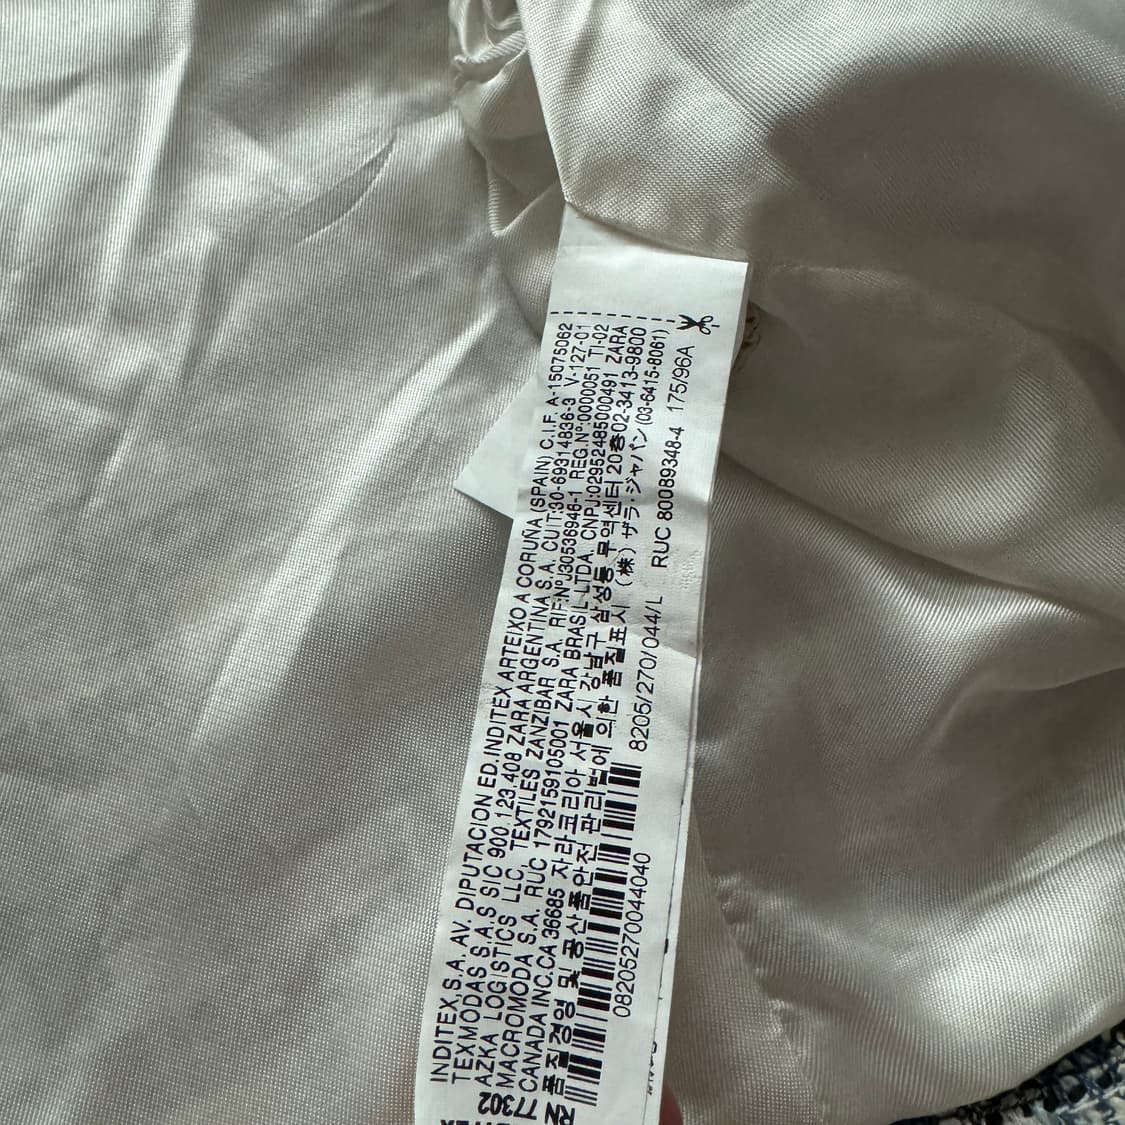 INDITEX,S.A. AV. DIPUTACION ED.INDITEX ARTEIXO A CORUÑA (SPAIN) C.I.F. A-15075062
TEXMODAS S.A.S SIC 900.123.408 ZARA ARGENTINA S.A. CUIT:30-69314836-3 V-127-01
AZKA LOGISTICS LLC, TEXTILES ZANZIBAR S.A. RIF:NºJ30536946-1 REG.Nº:0000051 TI-02
MACROMODA S.A. RUC 1792159105001 ZARA BRASIL LTDA. CNPJ:02952485000491 ZARA
CANADA INC.CA 36685 자라코리아 서울시 강남구 삼성동 무역센터 20층02-3413-9800
품질경영 및 공산품안전 관리법에 의한 품질표시 (株) ザラ・ジャパン(03-6415-8061)
8205/270/044/L RUC 80089348-4 175/96A
08205270044040
RN 77302